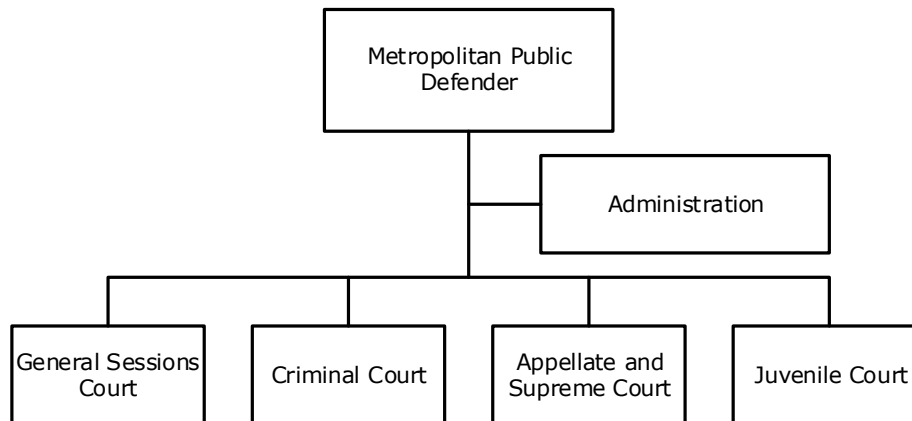 Metropolitan Public
Defender
Administration
General Sessions
Court
Criminal Court
Appellate and
Supreme Court
Juvenile Court